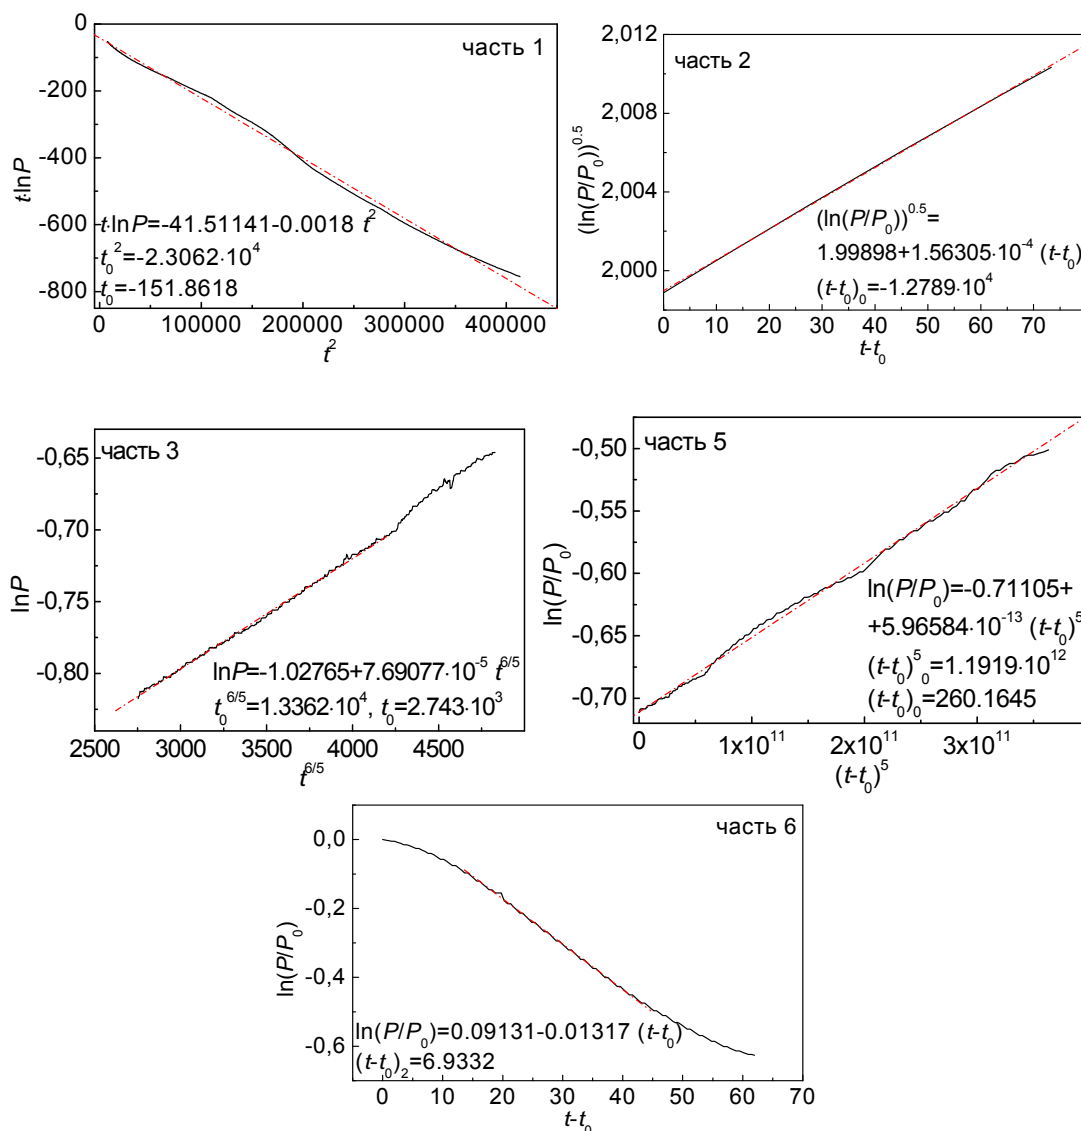 часть 1
0
-200
-400
-600
-800
t·lnP
t·lnP=-41.51141-0.0018 t²
t₀²=-2.3062·10⁴
t₀=-151.8618
0 100000 200000 300000 400000
t²
часть 2
2,012
2,008
2,004
2,000
(ln(P/P₀))⁰·⁵
(ln(P/P₀))⁰·⁵=
1.99898+1.56305·10⁻⁴ (t-t₀)
(t-t₀)₀=-1.2789·10⁴
0 10 20 30 40 50 60 70
t-t₀
часть 3
-0,65
-0,70
-0,75
-0,80
lnP
lnP=-1.02765+7.69077·10⁻⁵ t⁶ᐟ⁵
t₀⁶ᐟ⁵=1.3362·10⁴, t₀=2.743·10³
2500 3000 3500 4000 4500
t⁶ᐟ⁵
часть 5
-0,50
-0,55
-0,60
-0,65
-0,70
ln(P/P₀)
ln(P/P₀)=-0.71105+
+5.96584·10⁻¹³ (t-t₀)⁵
(t-t₀)⁵₀=1.1919·10¹²
(t-t₀)₀=260.1645
0 1x10¹¹ 2x10¹¹ 3x10¹¹
(t-t₀)⁵
часть 6
0,0
-0,2
-0,4
-0,6
ln(P/P₀)
ln(P/P₀)=0.09131-0.01317 (t-t₀)
(t-t₀)₂=6.9332
0 10 20 30 40 50 60 70
t-t₀